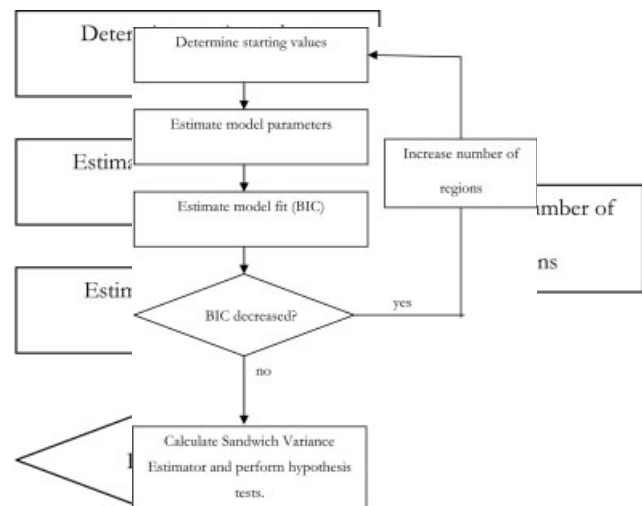 Determine starting values
Estimate model parameters
Increase number of
regions
Estimate model fit (BIC)
BIC decreased?
yes
no
Calculate Sandwich Variance
Estimator and perform hypothesis
tests.